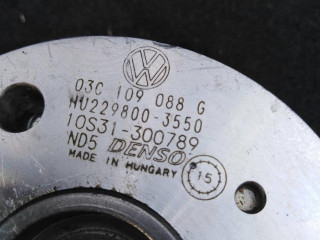 03C 109 088 G
HU229800-3550
10S31-300789
ND5 DENSO
MADE IN HUNGARY
15